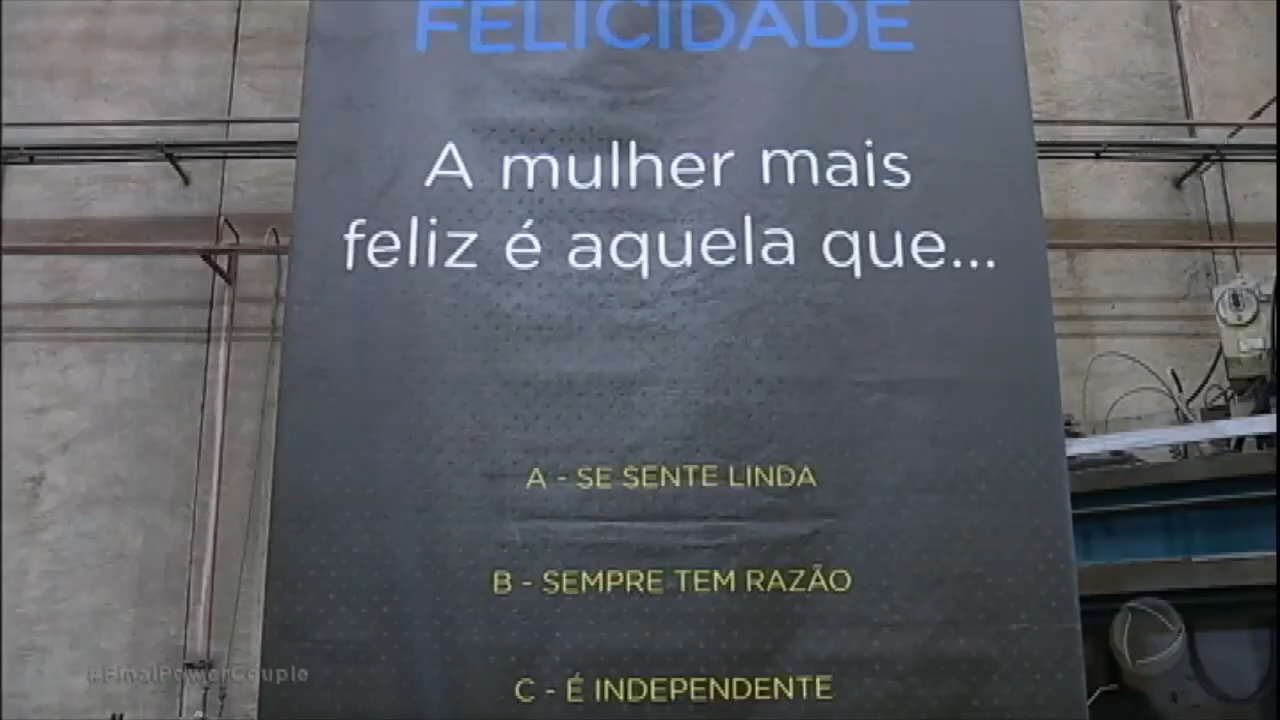 FELICIDADE
A mulher mais
feliz é aquela que...
A - SE SENTE LINDA
B - SEMPRE TEM RAZÃO
C - É INDEPENDENTE
#FinalPowerCouple